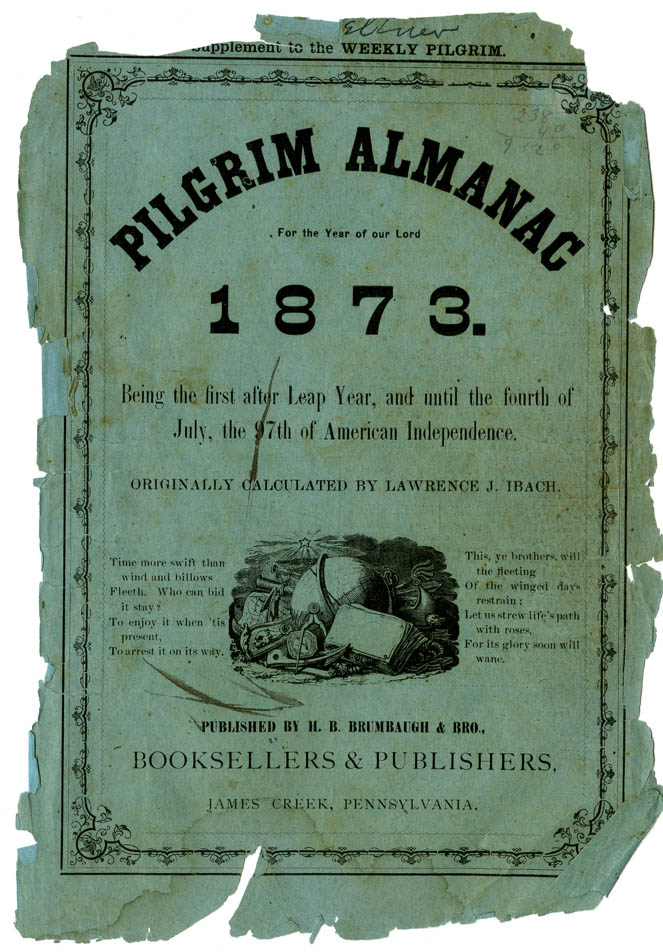 Supplement to the WEEKLY PILGRIM.
PILGRIM ALMANAC
For the Year of our Lord
1873.
Being the first after Leap Year, and until the fourth of
July, the 97th of American Independence.
ORIGINALLY CALCULATED BY LAWRENCE J. IBACH.
Time more swift than
wind and billows
Fleeth. Who can bid
it stay?
To enjoy it when 'tis
present,
To arrest it on its way.
This, ye brothers, will
the fleeting
Of the winged days
restrain;
Let us strew life's path
with roses,
For its glory soon will
wane.
PUBLISHED BY H. B. BRUMBAUGH & BRO.,
BOOKSELLERS & PUBLISHERS,
JAMES CREEK, PENNSYLVANIA.